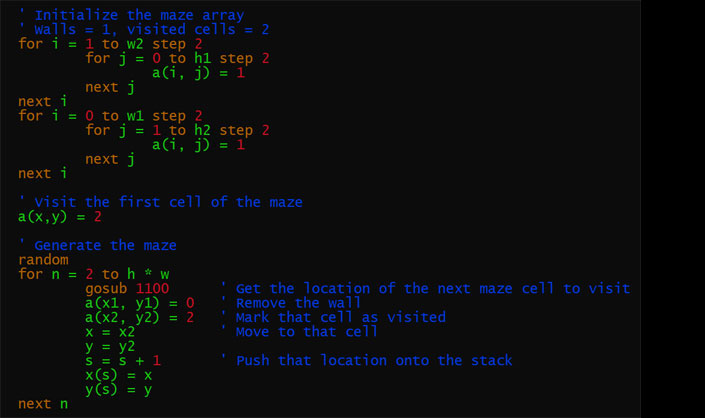 ' Initialize the maze array
' Walls = 1, visited cells = 2
for i = 1 to w2 step 2
        for j = 0 to h1 step 2
                a(i, j) = 1
        next j
next i
for i = 0 to w1 step 2
        for j = 1 to h2 step 2
                a(i, j) = 1
        next j
next i

' Visit the first cell of the maze
a(x,y) = 2

' Generate the maze
random
for n = 2 to h * w
        gosub 1100      ' Get the location of the next maze cell to visit
        a(x1, y1) = 0   ' Remove the wall
        a(x2, y2) = 2   ' Mark that cell as visited
        x = x2          ' Move to that cell
        y = y2
        s = s + 1       ' Push that location onto the stack
        x(s) = x
        y(s) = y
next n